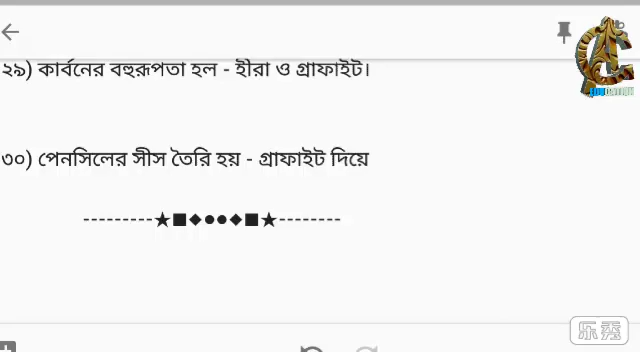 ২৯) কার্বনের বহুরূপতা হল - হীরা ও গ্রাফাইট।
৩০) পেনসিলের সীস তৈরি হয় - গ্রাফাইট দিয়ে
---------★■◆●●◆■★--------
乐秀